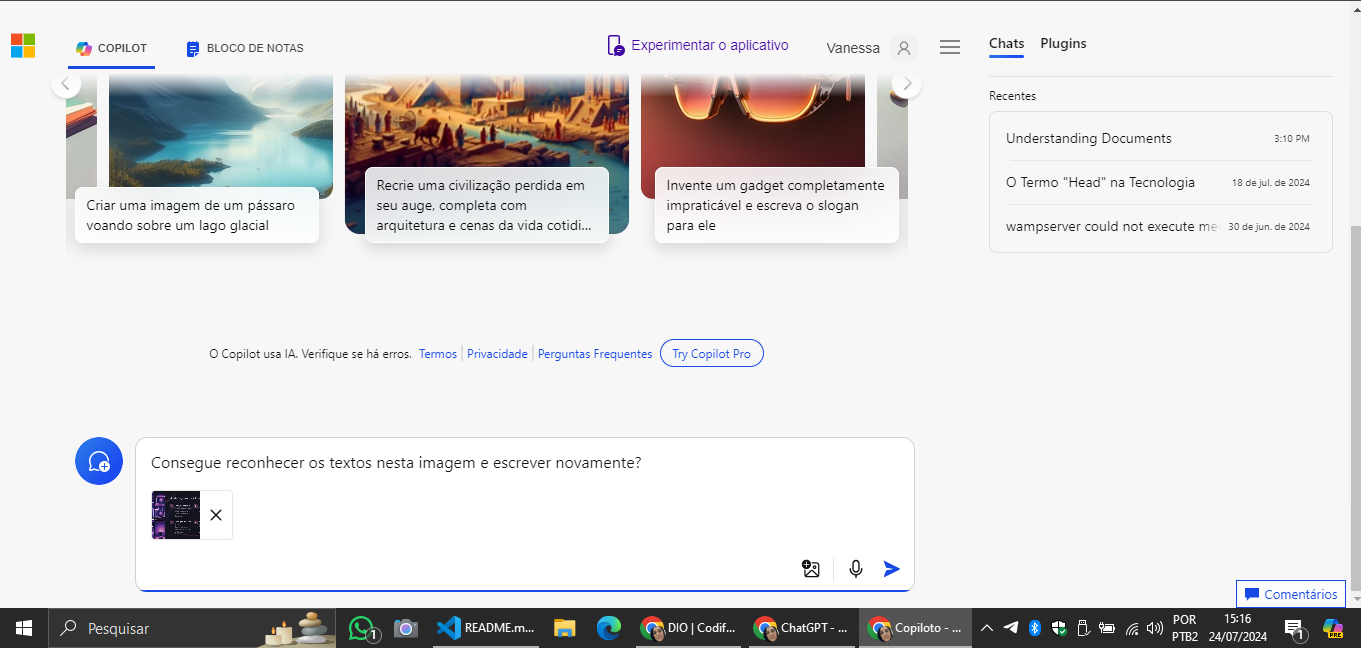 COPILOT
BLOCO DE NOTAS
Experimentar o aplicativo
Vanessa
Chats
Plugins
Criar uma imagem de um pássaro
voando sobre um lago glacial
Recrie uma civilização perdida em
seu auge, completa com
arquitetura e cenas da vida cotidi...
Invente um gadget completamente
impraticável e escreva o slogan
para ele
Recentes
Understanding Documents
3:10 PM
O Termo "Head" na Tecnologia
18 de jul. de 2024
wampserver could not execute me
30 de jun. de 2024
O Copilot usa IA. Verifique se há erros.
Termos
Privacidade
Perguntas Frequentes
Try Copilot Pro
Consegue reconhecer os textos nesta imagem e escrever novamente?
Comentários
Pesquisar
1
README.m...
DIO | Codif...
ChatGPT - ...
Copiloto - ...
POR
PTB2
15:16
24/07/2024
1
PRE